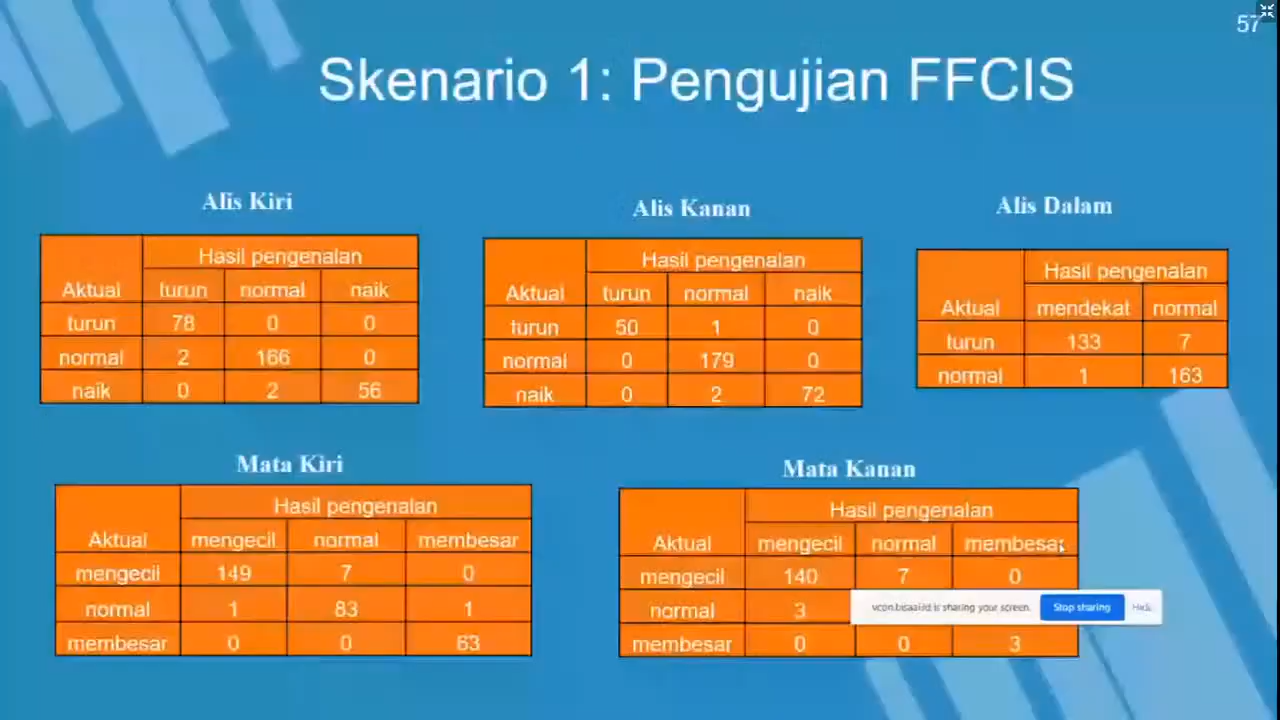 57
Skenario 1: Pengujian FFCIS
Alis Kiri
Hasil pengenalan
Aktual turun normal naik
turun 78 0 0
normal 2 166 0
naik 0 2 56
Alis Kanan
Hasil pengenalan
Aktual turun normal naik
turun 50 1 0
normal 0 179 0
naik 0 2 72
Alis Dalam
Hasil pengenalan
Aktual mendekat normal
turun 133 7
normal 1 163
Mata Kiri
Hasil pengenalan
Aktual mengecil normal membesar
mengecil 149 7 0
normal 1 83 1
membesar 0 0 63
Mata Kanan
Hasil pengenalan
Aktual mengecil normal membesar
mengecil 140 7 0
normal 3
membesar 0 0 3
is sharing your screen. Stop sharing Hide